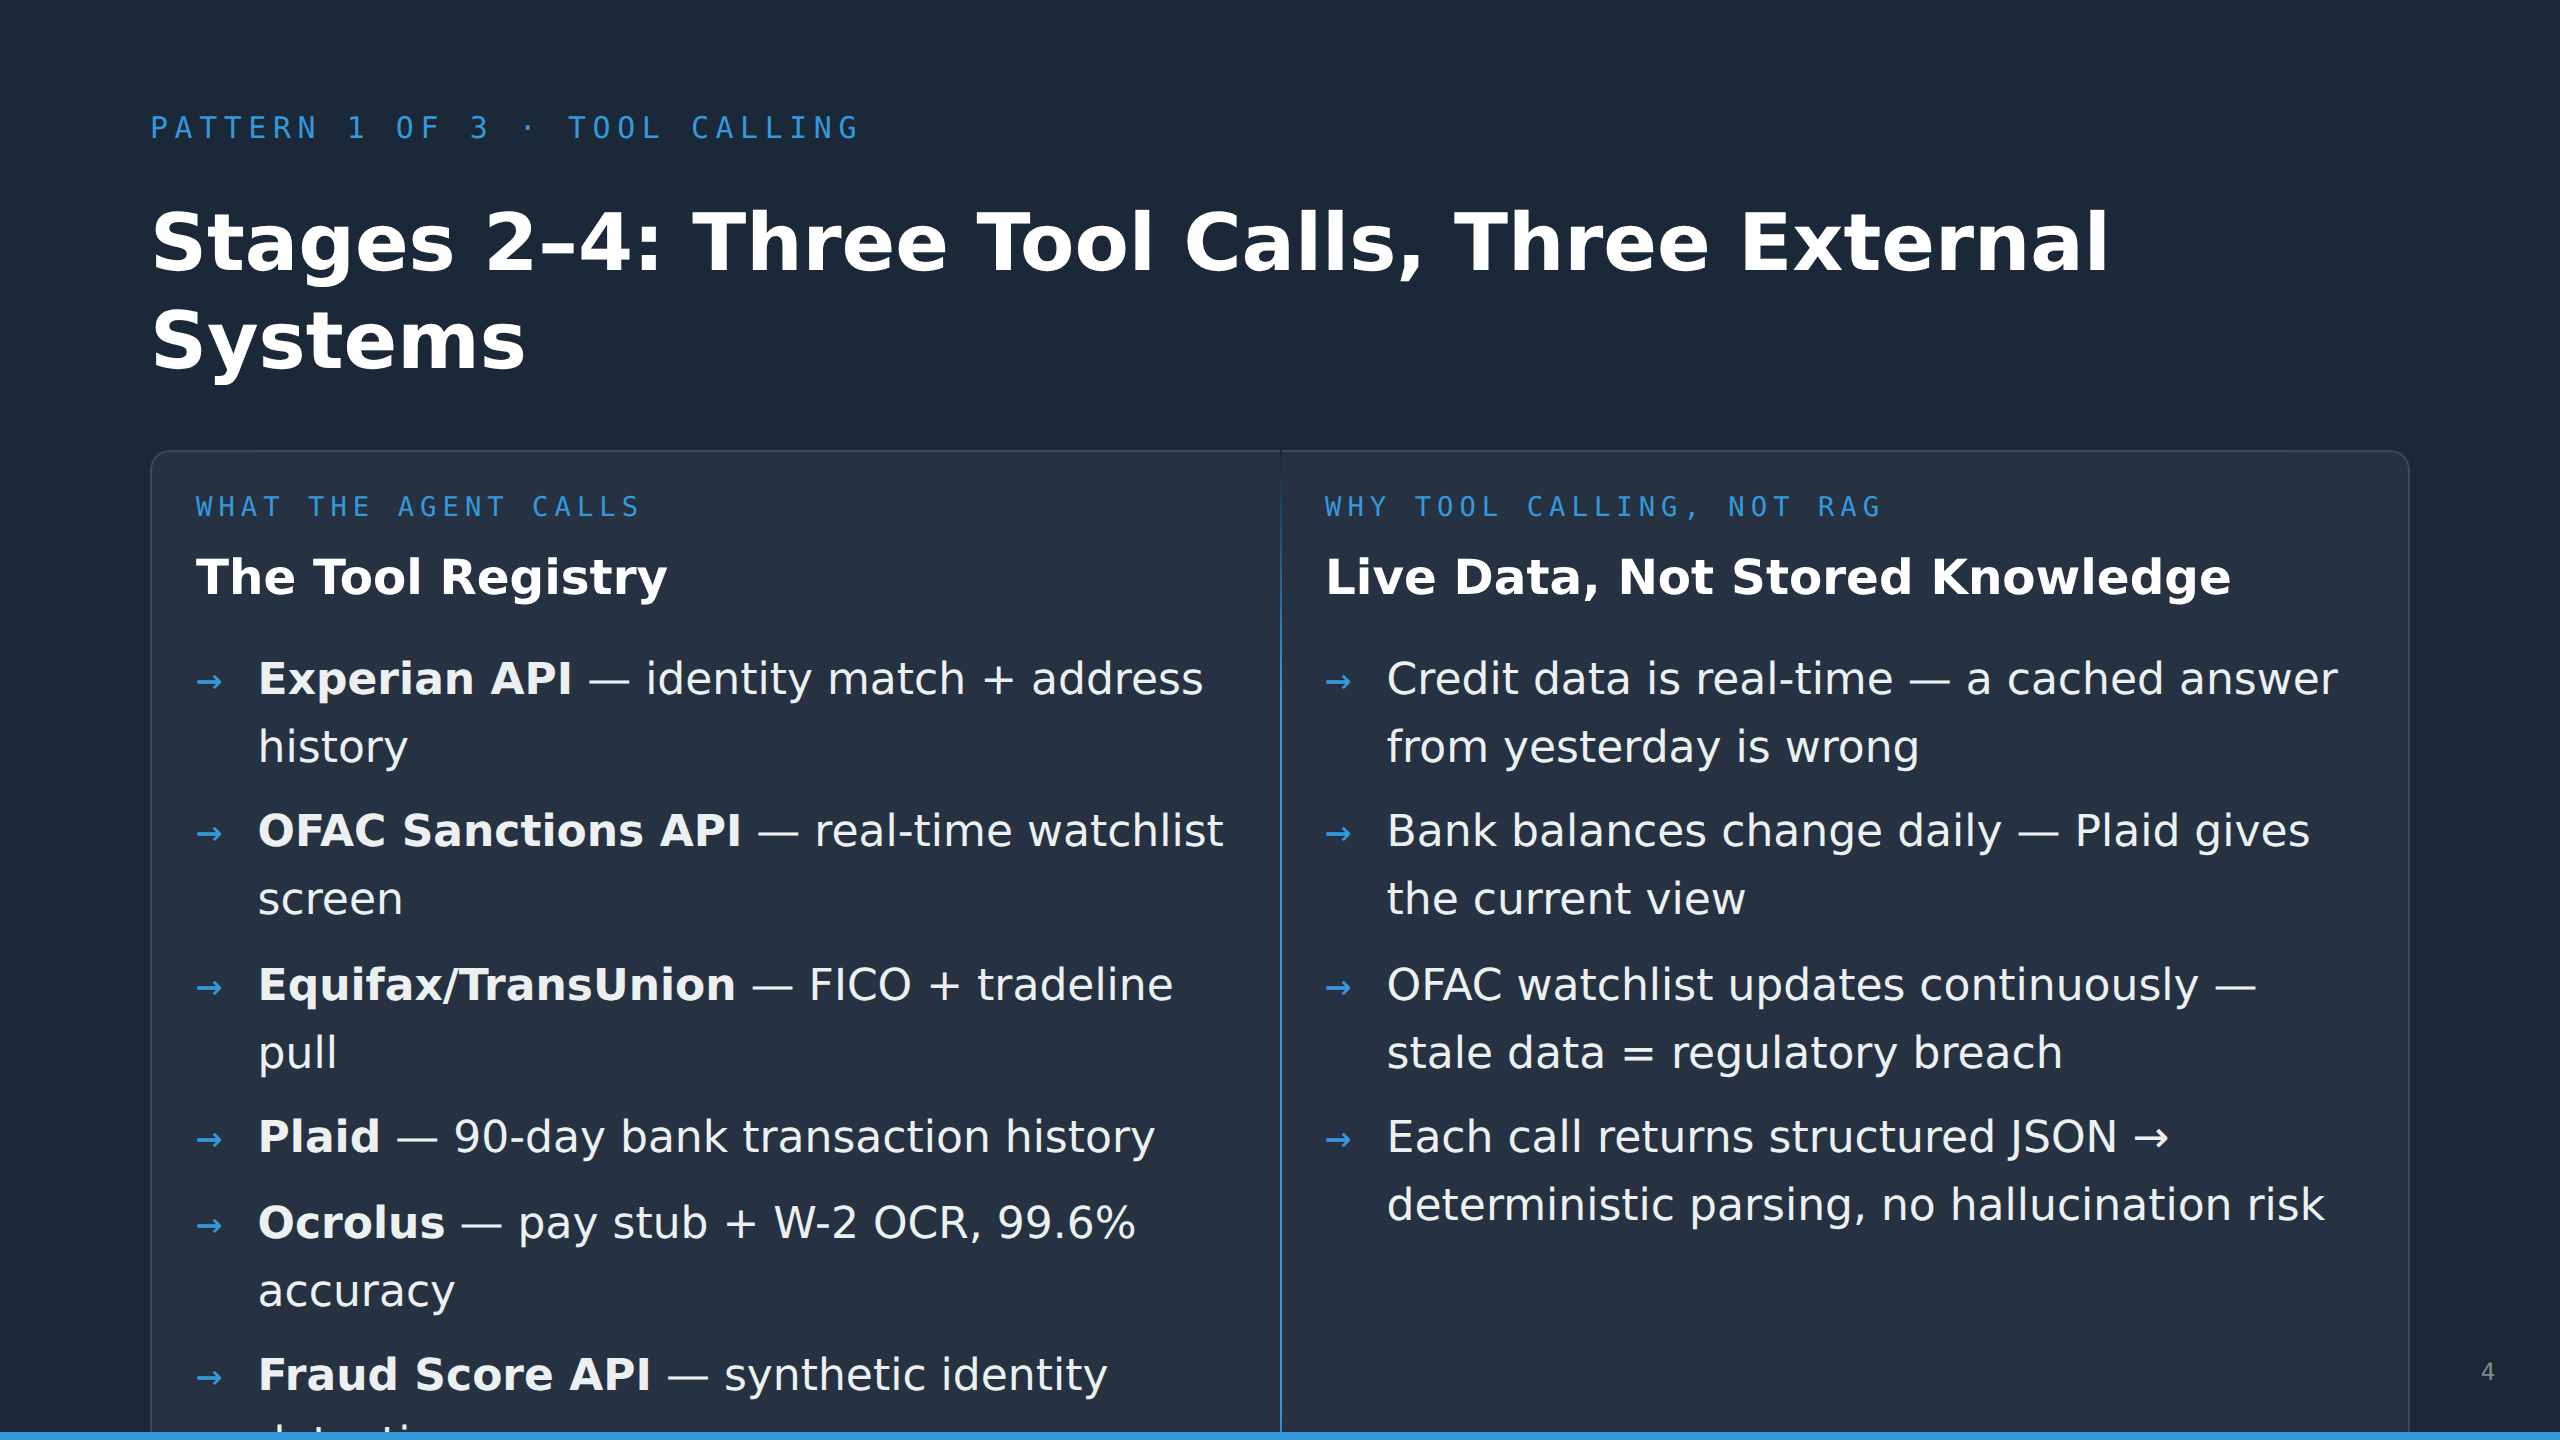 PATTERN 1 OF 3 · TOOL CALLING
Stages 2–4: Three Tool Calls, Three External
Systems
WHAT THE AGENT CALLS
The Tool Registry
→ Experian API — identity match + address
history
→ OFAC Sanctions API — real-time watchlist
screen
→ Equifax/TransUnion — FICO + tradeline
pull
→ Plaid — 90-day bank transaction history
→ Ocrolus — pay stub + W-2 OCR, 99.6%
accuracy
→ Fraud Score API — synthetic identity
WHY TOOL CALLING, NOT RAG
Live Data, Not Stored Knowledge
→ Credit data is real-time — a cached answer
from yesterday is wrong
→ Bank balances change daily — Plaid gives
the current view
→ OFAC watchlist updates continuously —
stale data = regulatory breach
→ Each call returns structured JSON →
deterministic parsing, no hallucination risk
4